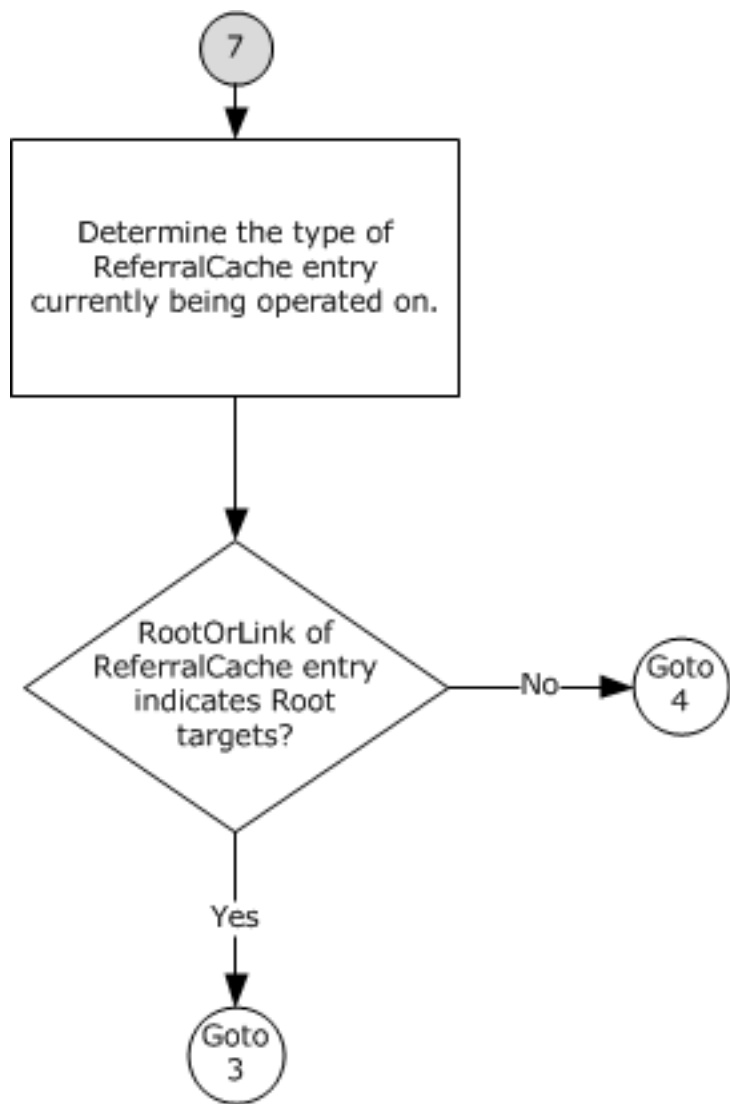 7
Determine the type of
ReferralCache entry
currently being operated on.
RootOrLink of
ReferralCache entry
indicates Root
targets?
No
Goto
4
Yes
Goto
3